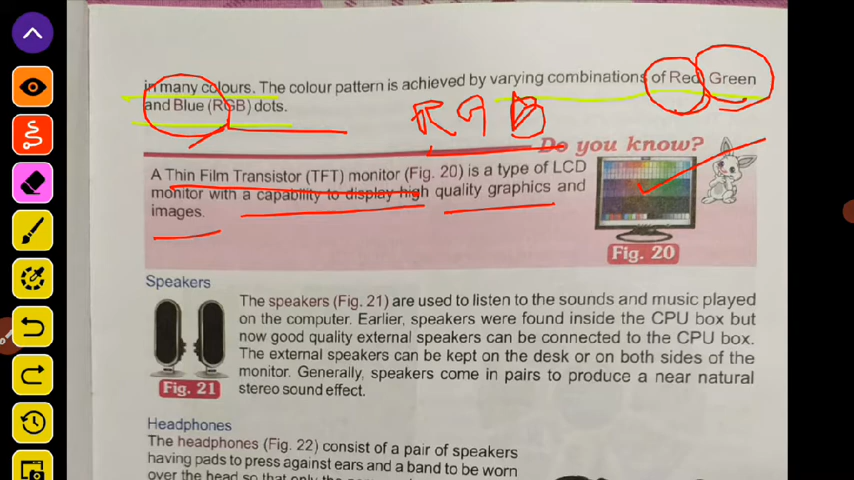 in many colours. The colour pattern is achieved by varying combinations of Red, Green
and Blue (RGB) dots.
R G B
Do you know?
A Thin Film Transistor (TFT) monitor (Fig. 20) is a type of LCD
monitor with a capability to display high quality graphics and
images.
Fig. 20
Speakers
The speakers (Fig. 21) are used to listen to the sounds and music played
on the computer. Earlier, speakers were found inside the CPU box but
now good quality external speakers can be connected to the CPU box.
The external speakers can be kept on the desk or on both sides of the
monitor. Generally, speakers come in pairs to produce a near natural
stereo sound effect.
Fig. 21
Headphones
The headphones (Fig. 22) consist of a pair of speakers
having pads to press against ears and a band to be worn
over the head so that only the